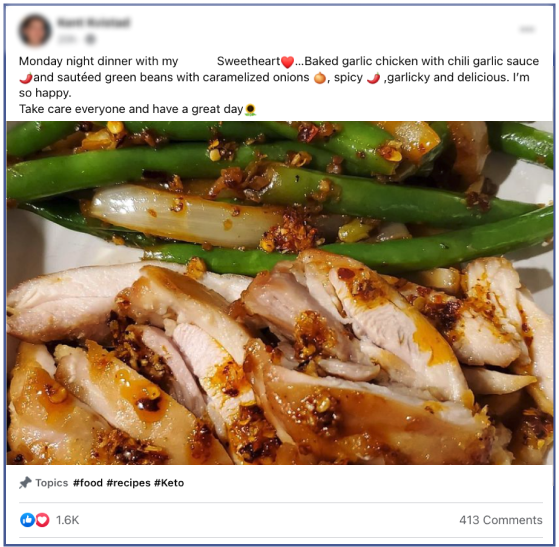 Monday night dinner with my Sweetheart♥️...Baked garlic chicken with chili garlic sauce
🌶️and sautéed green beans with caramelized onions 🧅, spicy 🌶️ ,garlicky and delicious. I'm
so happy.
Take care everyone and have a great day🌻
Topics #food #recipes #Keto
1.6K
413 Comments